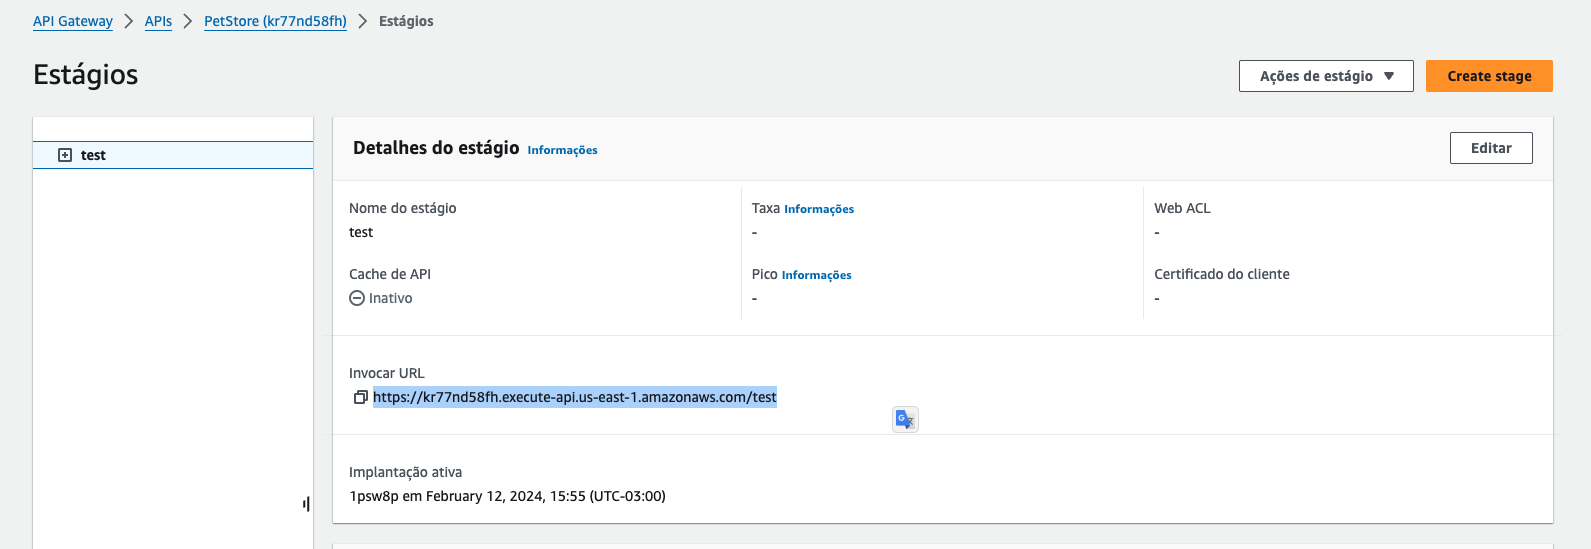 API Gateway > APIs > PetStore (kr77nd58fh) > Estágios
Estágios
Ações de estágio ▼
Create stage
test
Detalhes do estágio Informações
Editar
Nome do estágio
test
Cache de API
Inativo
Taxa Informações
-
Pico Informações
-
Web ACL
-
Certificado do cliente
-
Invocar URL
https://kr77nd58fh.execute-api.us-east-1.amazonaws.com/test
Implantação ativa
1psw8p em February 12, 2024, 15:55 (UTC-03:00)